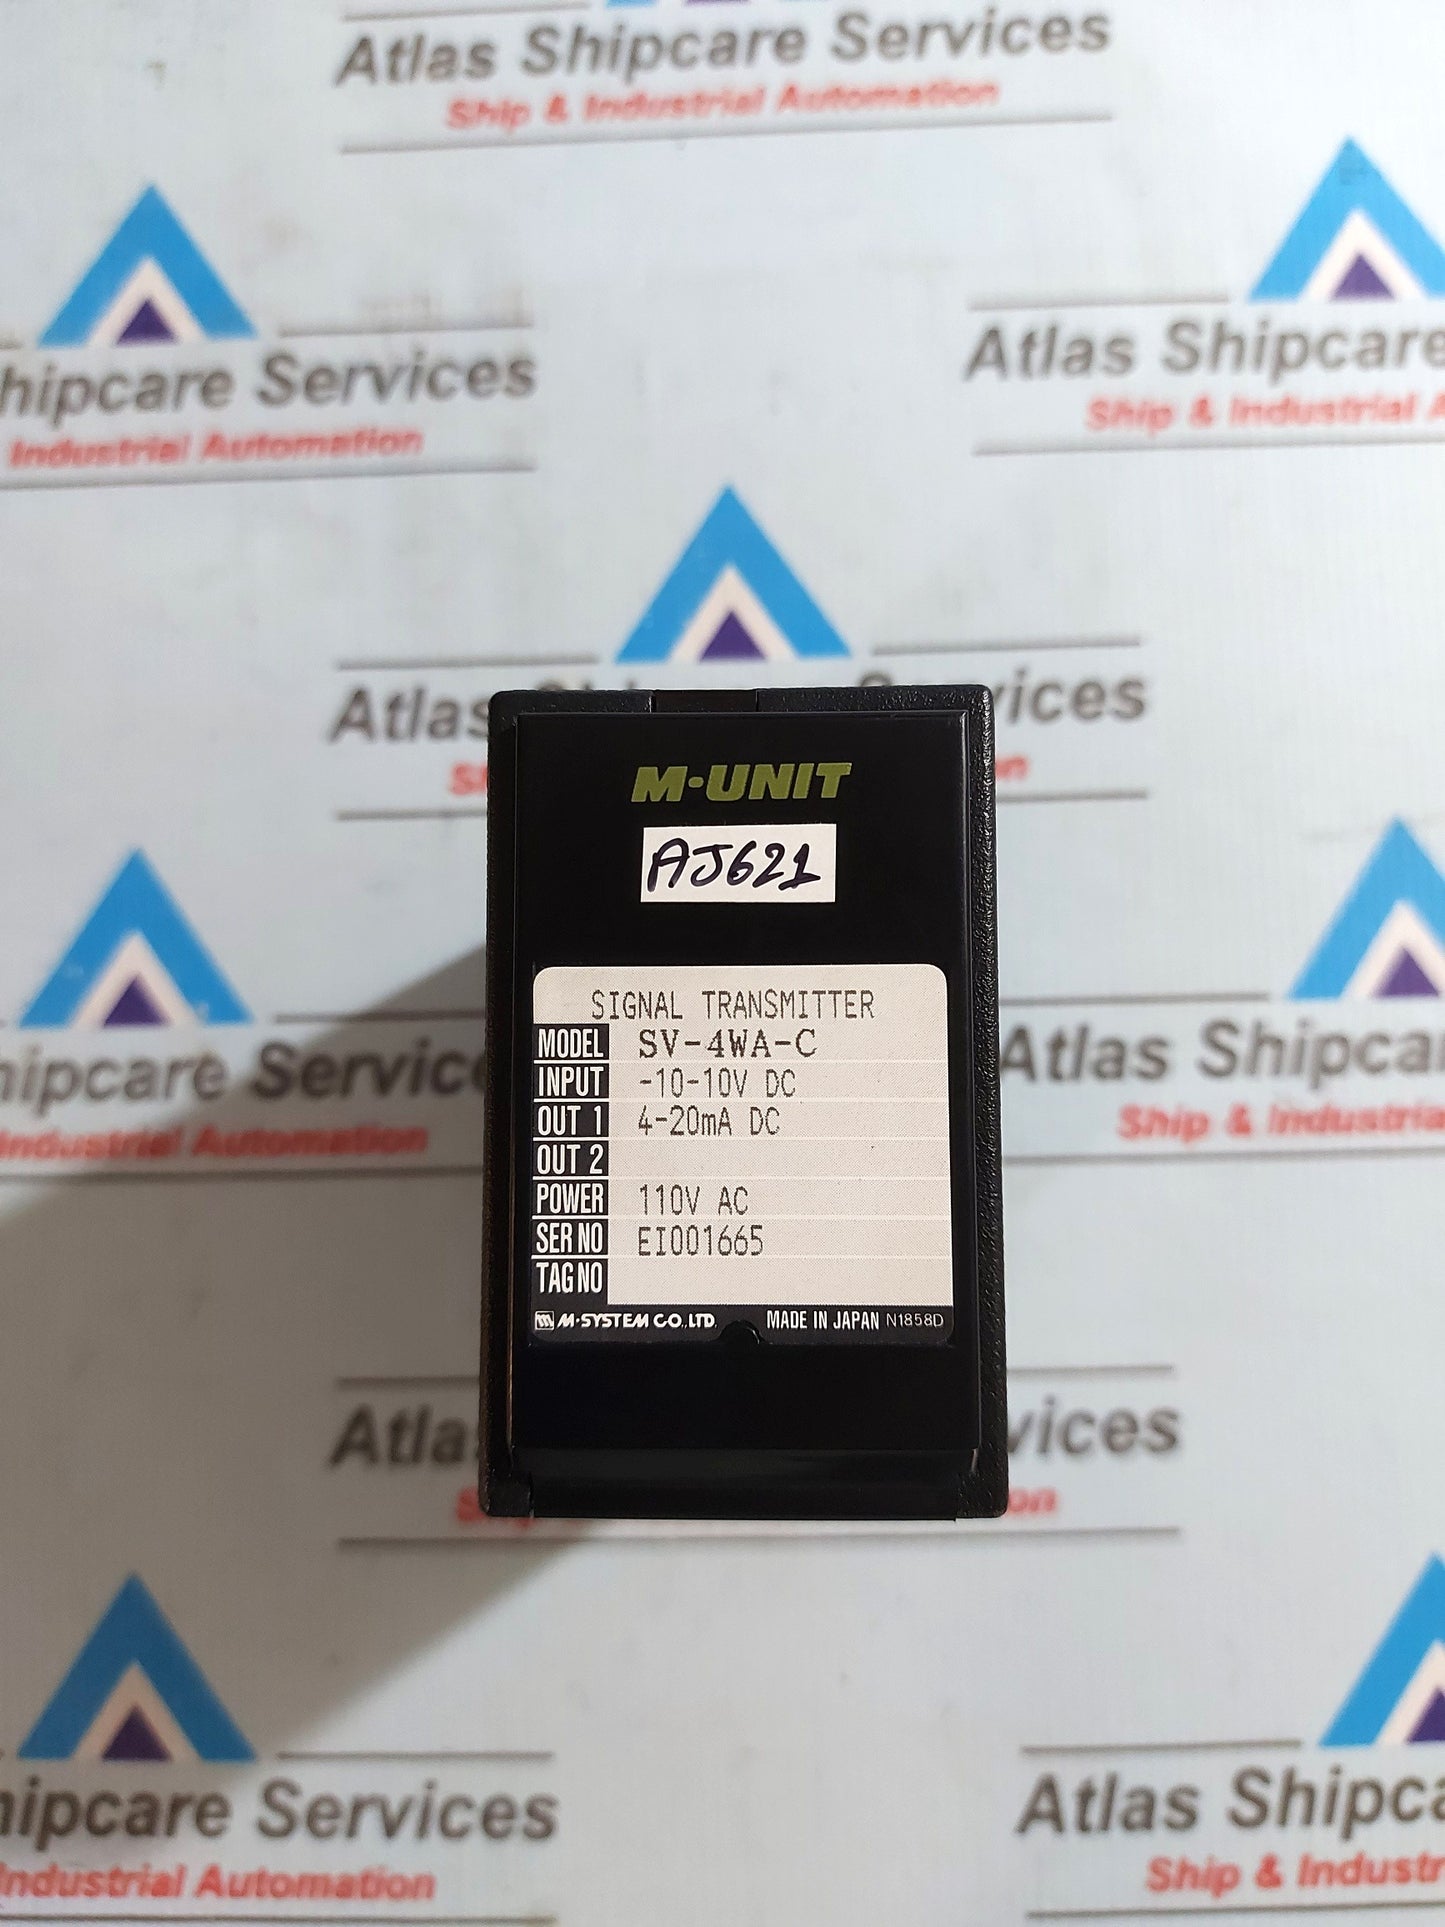 Atlas Shipcare Services
Ship & Industrial Automation
hipcare Services
Industrial Automation
Atlas Shipcare
Ship & Industrial A
Atlas
vices
M·UNIT
AJ621
SIGNAL TRANSMITTER
MODEL SV-4WA-C
INPUT -10-10V DC
OUT 1 4-20mA DC
OUT 2
POWER 110V AC
SER NO EI001665
TAG NO
M·SYSTEM CO.,LTD. MADE IN JAPAN N1858D
hipcare Servic
Industrial Automation
Atlas Shipca
Ship & Industria
Atla
vices
Ship
on
hipcare Services
Industrial Automation
Atlas Shipca
Ship & Industr